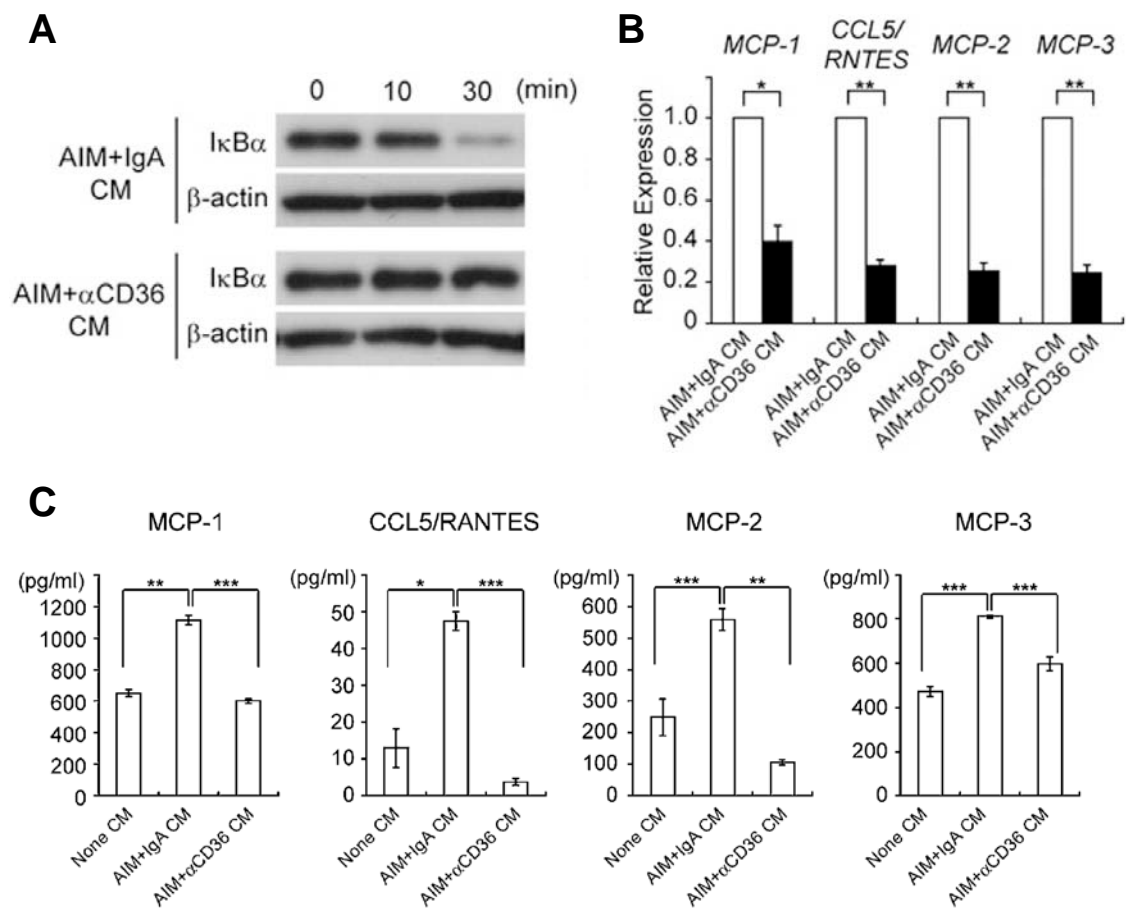 A
0 10 30 (min)
AIM+IgA
CM
IκBα
β-actin
AIM+αCD36
CM
IκBα
β-actin
B
MCP-1
CCL5/
RNTES
MCP-2
MCP-3
* ** ** **
Relative Expression
1.0
0.8
0.6
0.4
0.2
0
AIM+IgA CM
AIM+αCD36 CM
AIM+IgA CM
AIM+αCD36 CM
AIM+IgA CM
AIM+αCD36 CM
AIM+IgA CM
AIM+αCD36 CM
C
MCP-1
(pg/ml)
** ***
1200
1000
800
600
400
200
0
None CM
AIM+IgA CM
AIM+αCD36 CM
CCL5/RANTES
(pg/ml)
* ***
50
40
30
20
10
0
None CM
AIM+IgA CM
AIM+αCD36 CM
MCP-2
(pg/ml)
*** **
600
500
400
300
200
100
0
None CM
AIM+IgA CM
AIM+αCD36 CM
MCP-3
(pg/ml)
*** ***
800
600
400
200
0
None CM
AIM+IgA CM
AIM+αCD36 CM